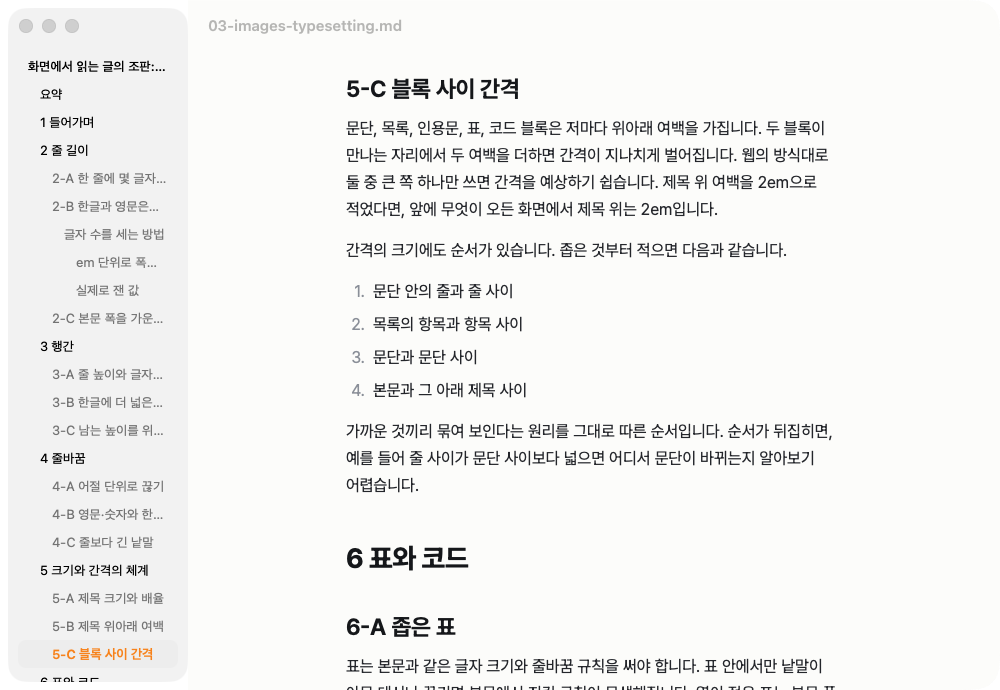 03-images-typesetting.md
화면에서 읽는 글의 조판:...
요약
1 들어가며
2 줄 길이
2-A 한 줄에 몇 글자...
2-B 한글과 영문은...
글자 수를 세는 방법
em 단위로 폭...
실제로 잰 값
2-C 본문 폭을 가운...
3 행간
3-A 줄 높이와 글자...
3-B 한글에 더 넓은...
3-C 남는 높이를 위...
4 줄바꿈
4-A 어절 단위로 끊기
4-B 영문·숫자와 한...
4-C 줄보다 긴 낱말
5 크기와 간격의 체계
5-A 제목 크기와 배율
5-B 제목 위아래 여백
5-C 블록 사이 간격
6 표와 코드
5-C 블록 사이 간격
문단, 목록, 인용문, 표, 코드 블록은 저마다 위아래 여백을 가집니다. 두 블록이
만나는 자리에서 두 여백을 더하면 간격이 지나치게 벌어집니다. 웹의 방식대로
둘 중 큰 쪽 하나만 쓰면 간격을 예상하기 쉽습니다. 제목 위 여백을 2em으로
적었다면, 앞에 무엇이 오든 화면에서 제목 위는 2em입니다.
간격의 크기에도 순서가 있습니다. 좁은 것부터 적으면 다음과 같습니다.
1. 문단 안의 줄과 줄 사이
2. 목록의 항목과 항목 사이
3. 문단과 문단 사이
4. 본문과 그 아래 제목 사이
가까운 것끼리 묶여 보인다는 원리를 그대로 따른 순서입니다. 순서가 뒤집히면,
예를 들어 줄 사이가 문단 사이보다 넓으면 어디서 문단이 바뀌는지 알아보기
어렵습니다.
6 표와 코드
6-A 좁은 표
표는 본문과 같은 글자 크기와 줄바꿈 규칙을 써야 합니다. 표 안에서만 낱말이